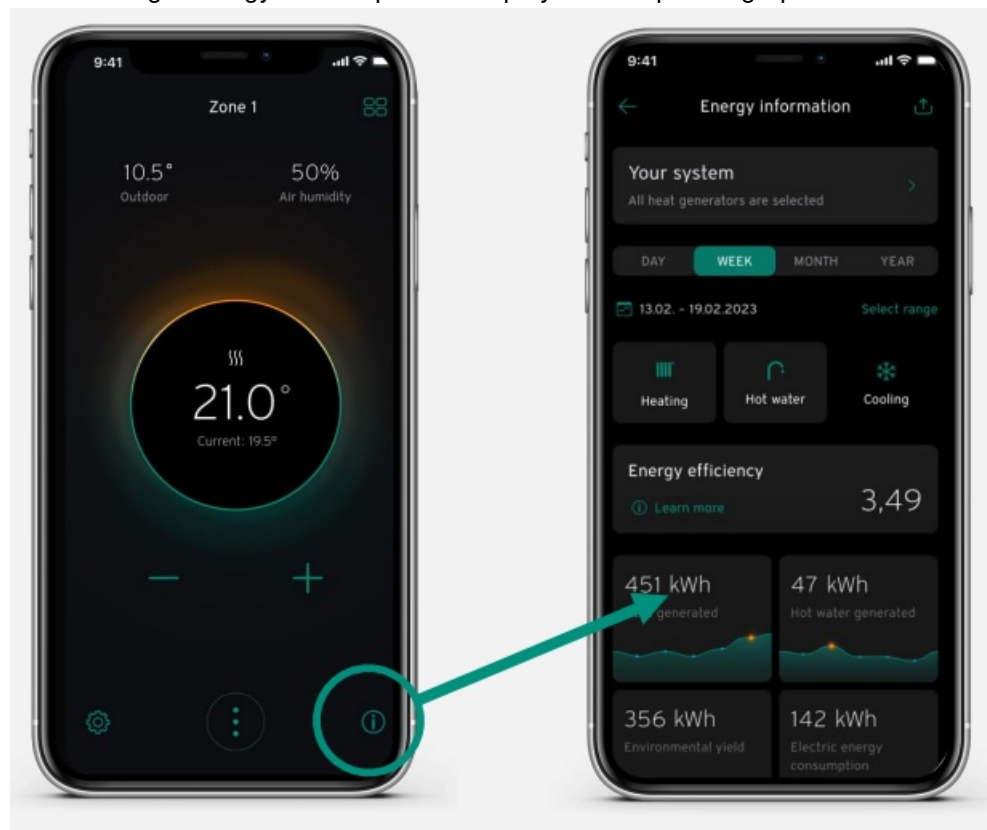 9:41
Zone 1
10.5°
Outdoor
50%
Air humidity
21.0°
Current: 19.5°
9:41
Energy information
Your system
All heat generators are selected
DAY WEEK MONTH YEAR
13.02. - 19.02.2023 Select range
Heating Hot water Cooling
Energy efficiency
Learn more
3,49
451 kWh
generated
47 kWh
Hot water generated
356 kWh
Environmental yield
142 kWh
Electric energy
consumption